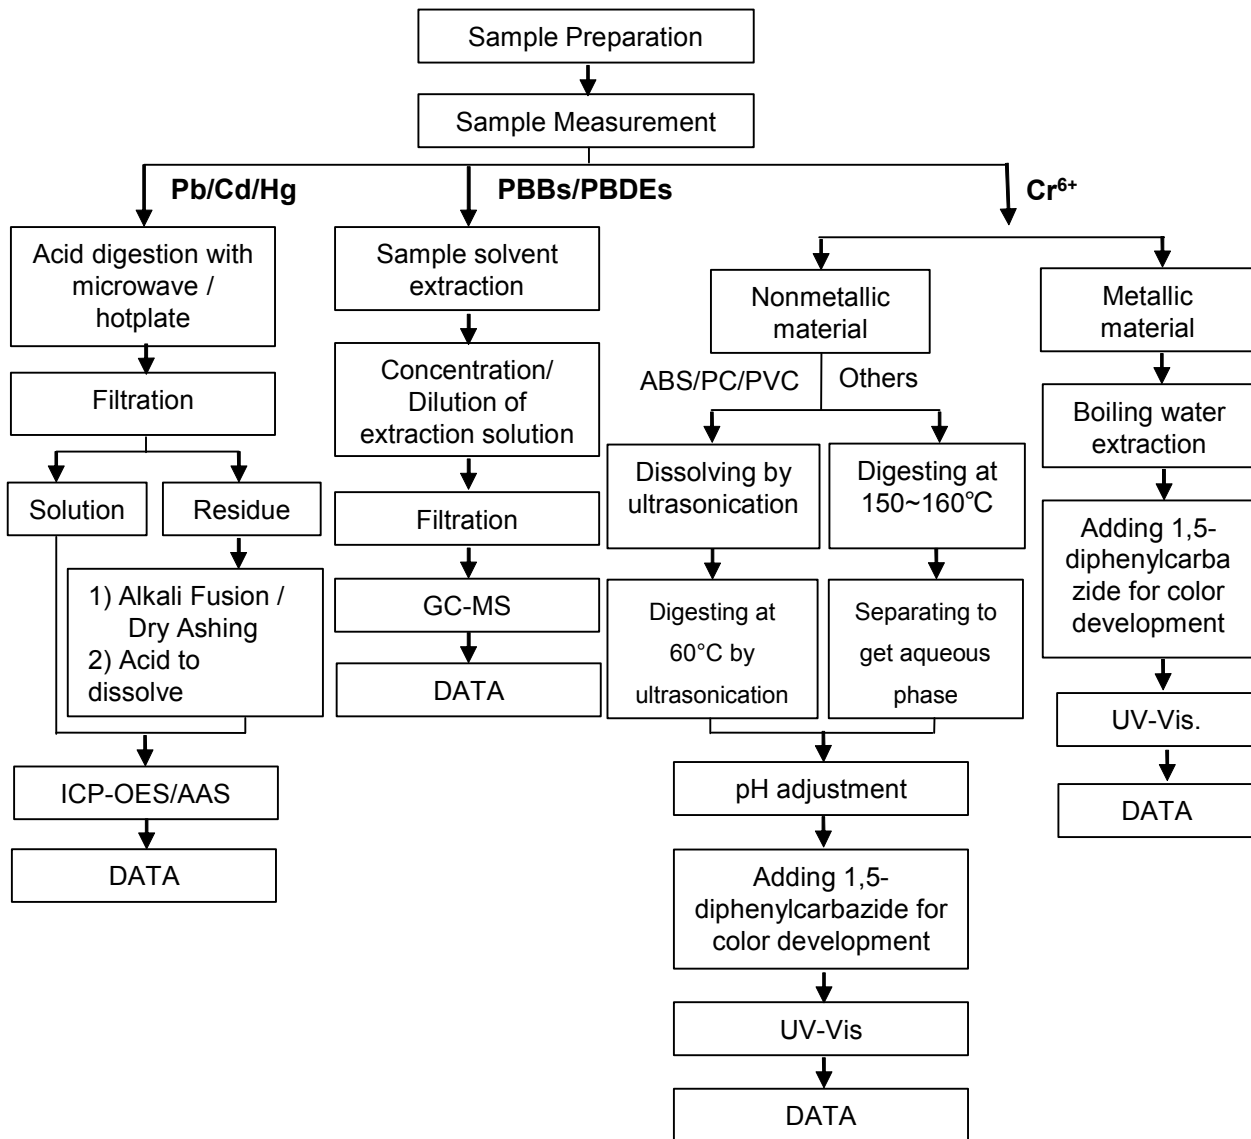 Sample Preparation
Sample Measurement
Pb/Cd/Hg
PBBs/PBDEs
Cr⁶⁺
Acid digestion with
microwave /
hotplate
Filtration
Solution
Residue
1) Alkali Fusion /
Dry Ashing
2) Acid to
dissolve
ICP-OES/AAS
DATA
Sample solvent
extraction
Concentration/
Dilution of
extraction solution
Filtration
GC-MS
DATA
Nonmetallic
material
ABS/PC/PVC
Others
Dissolving by
ultrasonication
Digesting at
60°C by
ultrasonication
Digesting at
150~160℃
Separating to
get aqueous
phase
pH adjustment
Adding 1,5-
diphenylcarbazide for
color development
UV-Vis
DATA
Metallic
material
Boiling water
extraction
Adding 1,5-
diphenylcarba
zide for color
development
UV-Vis.
DATA